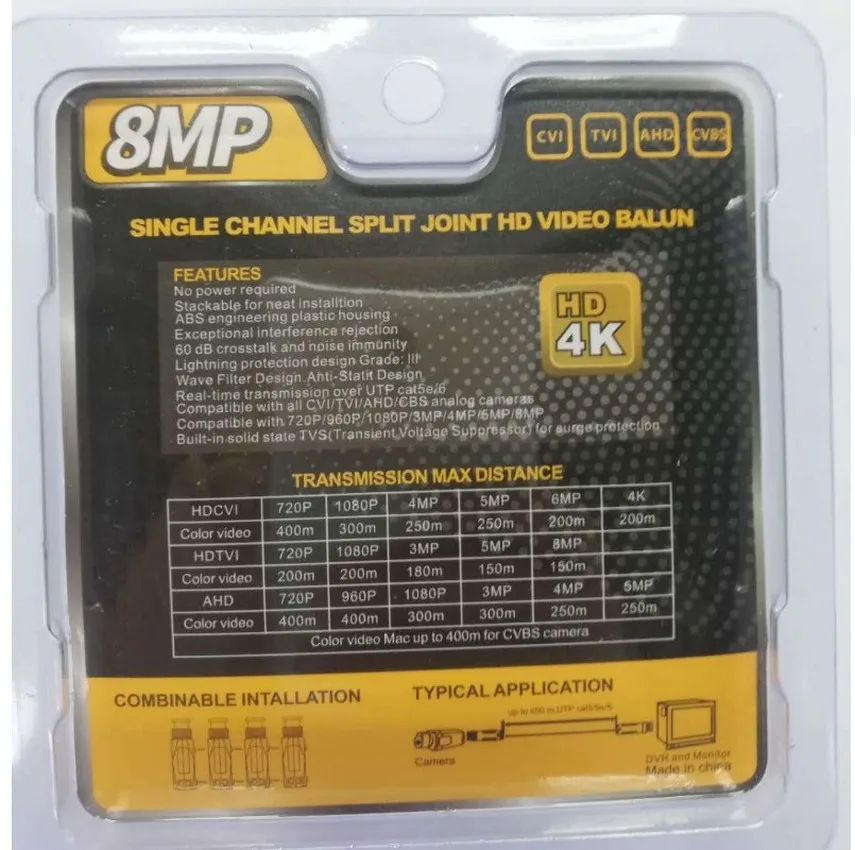 8MP
CVI TVI AHD CVBS
SINGLE CHANNEL SPLIT JOINT HD VIDEO BALUN
FEATURES
No power required
Stackable for neat installtion
ABS engineering plastic housing
Exceptional interference rejection
60 dB crosstalk and noise immunity
Lightning protection design Grade: III
Wave Filter Design.Anti-Statit Design
Real-time transmission over UTP cat5e/6
Compatible with all CVI/TVI/AHD/CBS analog cameras
Compatible with 720P/960P/1080P/3MP/4MP/5MP/8MP
Built-in solid state TVS(Transient Voltage Suppressor) for surge protection
HD
4K
TRANSMISSION MAX DISTANCE
HDCVI 720P 1080P 4MP 5MP 6MP 4K
Color video 400m 300m 250m 250m 200m 200m
HDTVI 720P 1080P 3MP 5MP 8MP
Color video 200m 200m 180m 150m 150m
AHD 720P 960P 1080P 3MP 4MP 5MP
Color video 400m 400m 300m 300m 250m 250m
Color video Mac up to 400m for CVBS camera
COMBINABLE INTALLATION
TYPICAL APPLICATION
up to 400 m,UTP cat5/5e/6
Camera
DVR and Monitor
Made in china